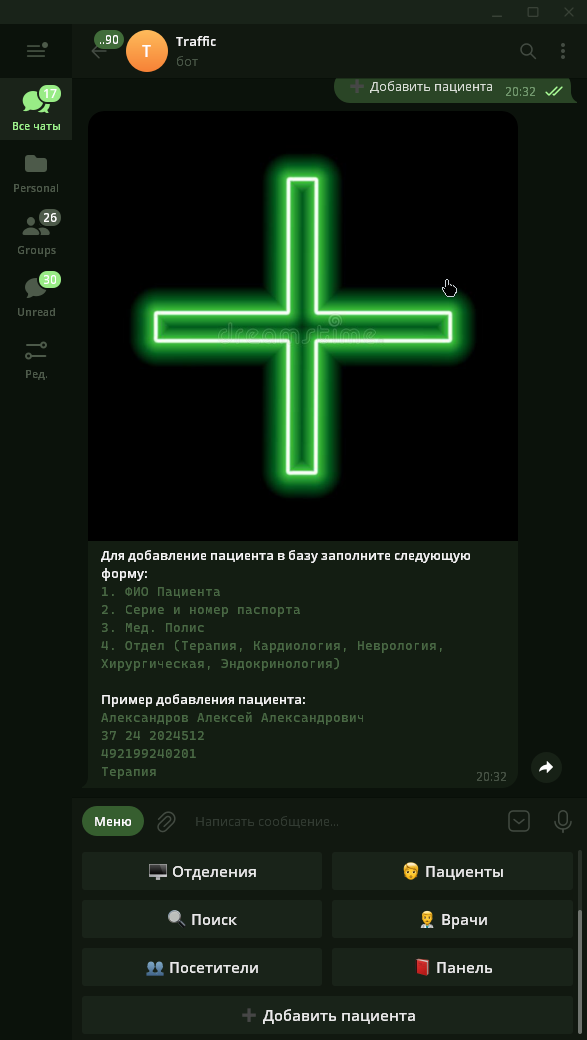 ..90
T
Traffic
бот
17
Все чаты
Personal
26
Groups
30
Unread
Ред.
Добавить пациента 20:32
dreamstime
Для добавление пациента в базу заполните следующую
форму:
1. ФИО Пациента
2. Серие и номер паспорта
3. Мед. Полис
4. Отдел (Терапия, Кардиология, Неврология,
Хирургическая, Эндокринология)
Пример добавления пациента:
Александров Алексей Александрович
37 24 2024512
492199240201
Терапия
20:32
Меню
Написать сообщение...
Отделения
Пациенты
Поиск
Врачи
Посетители
Панель
Добавить пациента